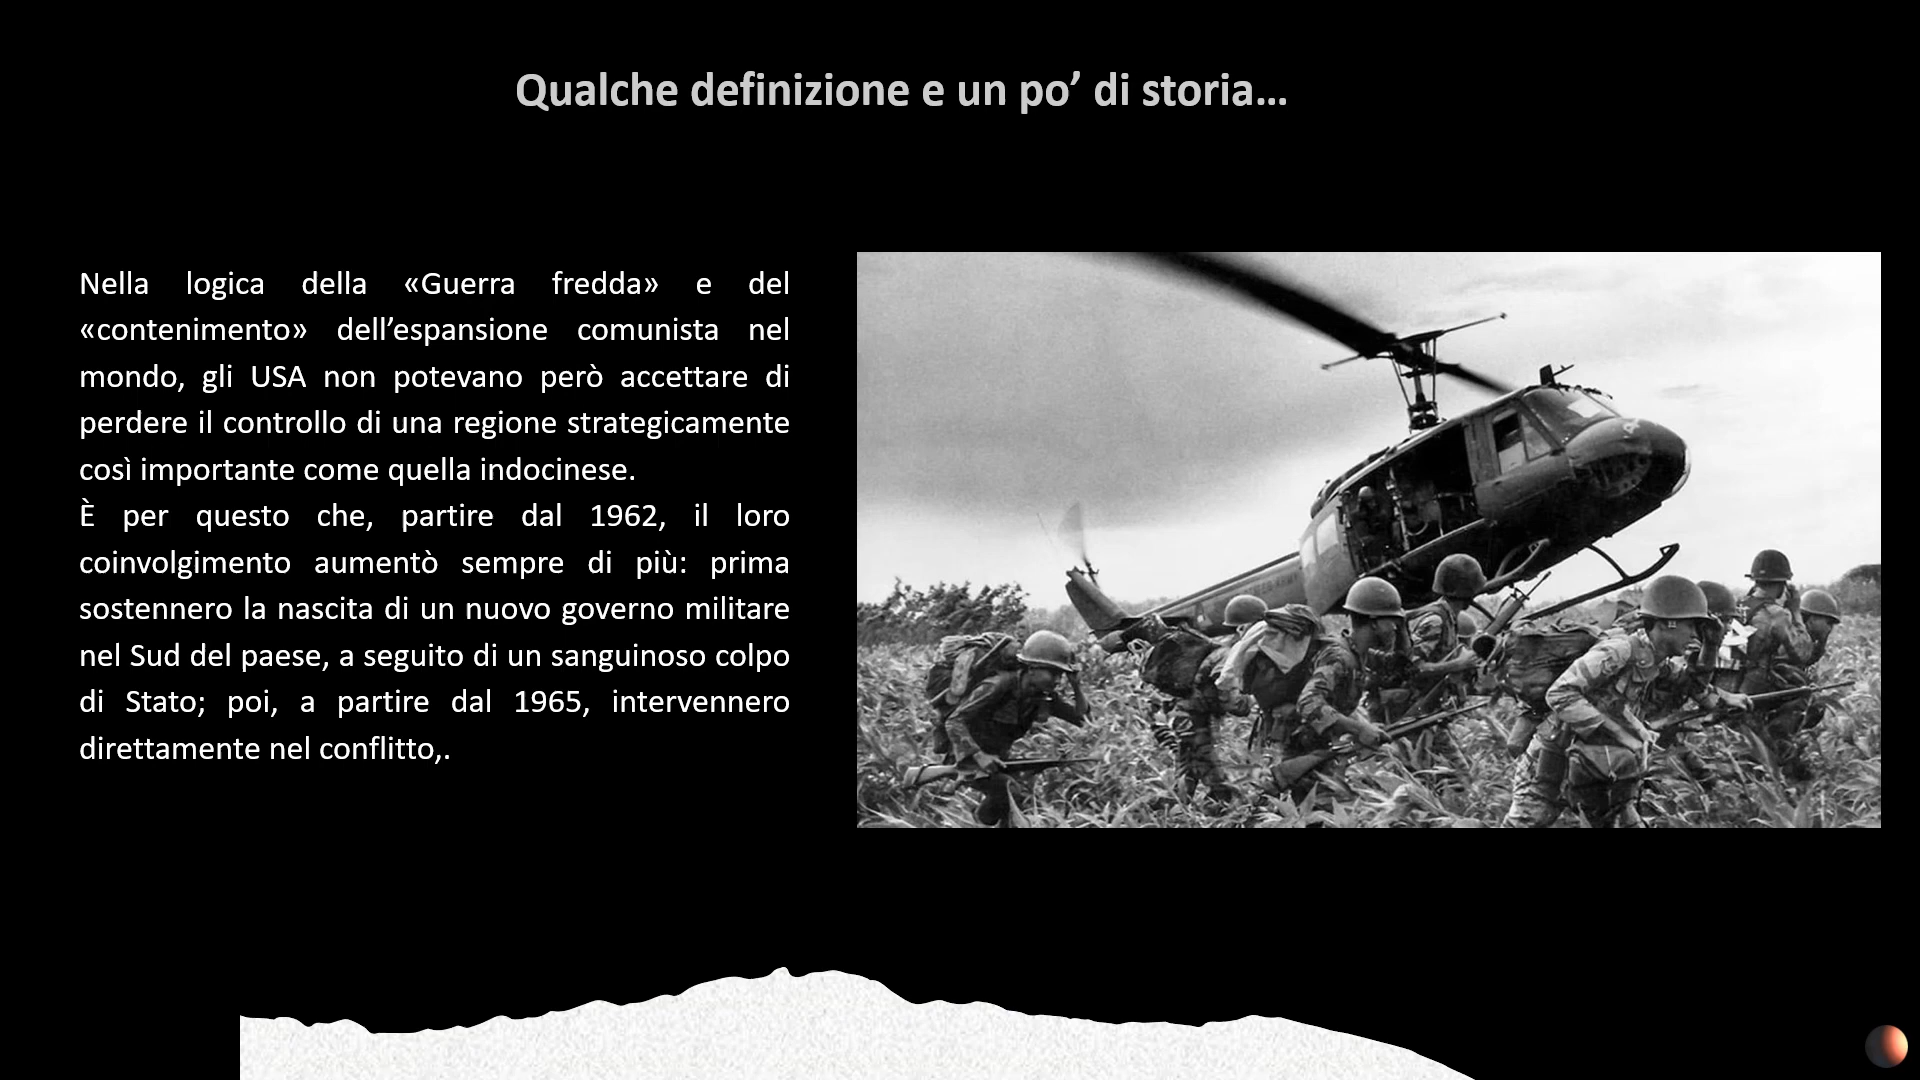 Qualche definizione e un po’ di storia…
Nella logica della «Guerra fredda» e del
«contenimento» dell’espansione comunista nel
mondo, gli USA non potevano però accettare di
perdere il controllo di una regione strategicamente
così importante come quella indocinese.
È per questo che, partire dal 1962, il loro
coinvolgimento aumentò sempre di più: prima
sostennero la nascita di un nuovo governo militare
nel Sud del paese, a seguito di un sanguinoso colpo
di Stato; poi, a partire dal 1965, intervennero
direttamente nel conflitto,.